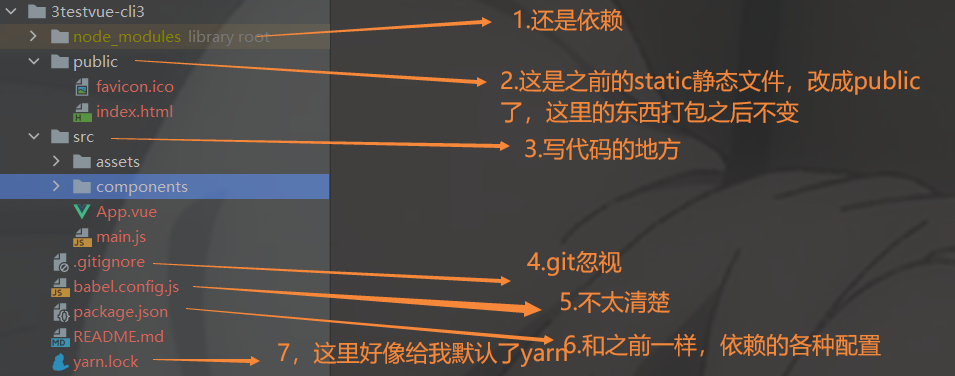 3testvue-cli3
node_modules library root
1.还是依赖
public
favicon.ico
2.这是之前的static静态文件，改成public
index.html
了，这里的东西打包之后不变
src
3.写代码的地方
assets
components
App.vue
main.js
.gitignore
4.git忽视
babel.config.js
5.不太清楚
package.json
README.md
6.和之前一样，依赖的各种配置
7，这里好像给我默认了yarn
yarn.lock